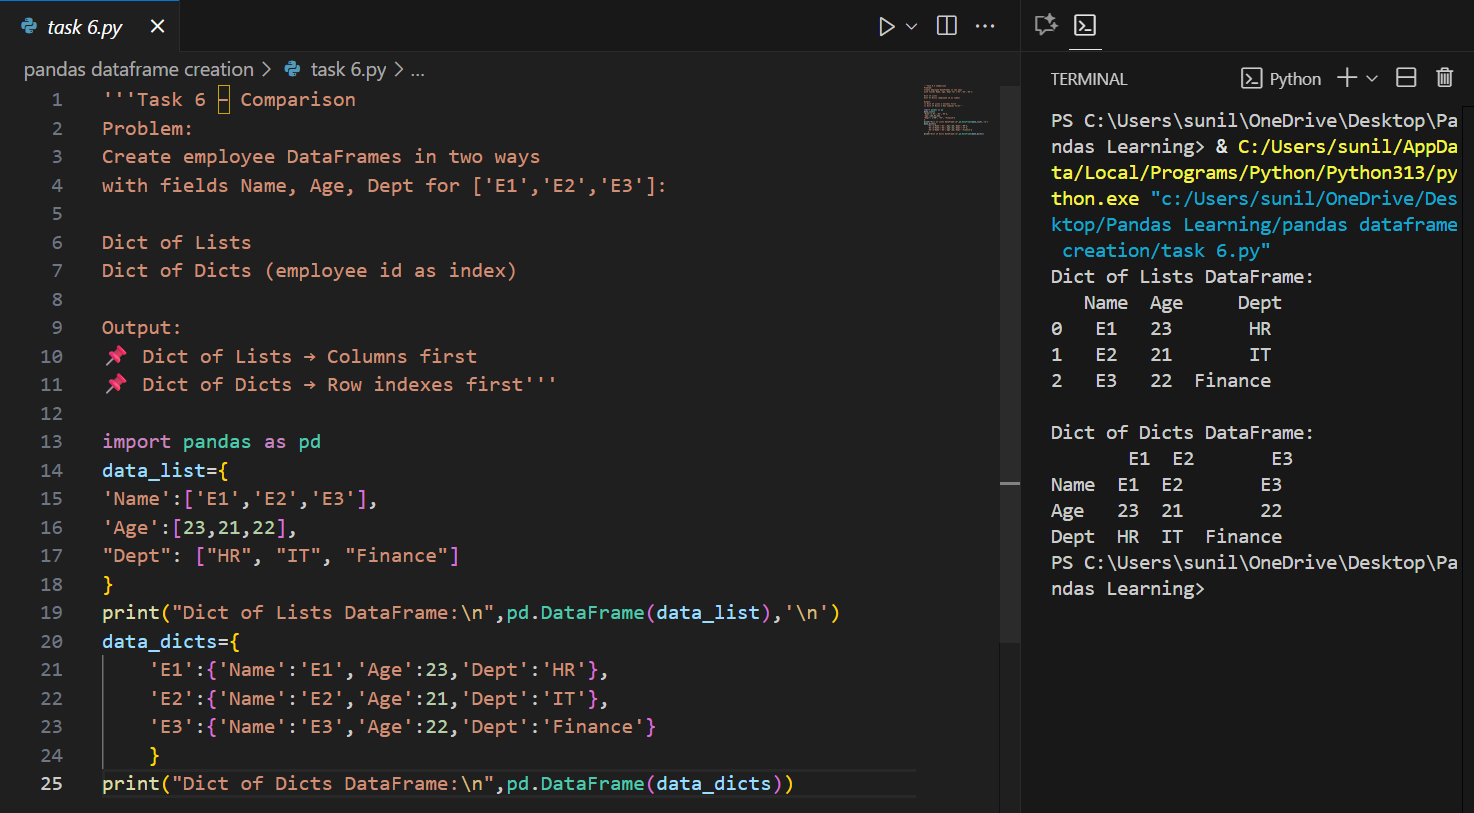 task 6.py
pandas dataframe creation > task 6.py > ...
1 '''Task 6 – Comparison
2 Problem:
3 Create employee DataFrames in two ways
4 with fields Name, Age, Dept for ['E1','E2','E3']:
5
6 Dict of Lists
7 Dict of Dicts (employee id as index)
8
9 Output:
10 📌 Dict of Lists → Columns first
11 📌 Dict of Dicts → Row indexes first'''
12
13 import pandas as pd
14 data_list={
15 'Name':['E1','E2','E3'],
16 'Age':[23,21,22],
17 "Dept": ["HR", "IT", "Finance"]
18 }
19 print("Dict of Lists DataFrame:\n",pd.DataFrame(data_list),'\n')
20 data_dicts={
21     'E1':{'Name':'E1','Age':23,'Dept':'HR'},
22     'E2':{'Name':'E2','Age':21,'Dept':'IT'},
23     'E3':{'Name':'E3','Age':22,'Dept':'Finance'}
24     }
25 print("Dict of Dicts DataFrame:\n",pd.DataFrame(data_dicts))
TERMINAL
Python
PS C:\Users\sunil\OneDrive\Desktop\Pa
ndas Learning> & C:/Users/sunil/AppDa
ta/Local/Programs/Python/Python313/py
thon.exe "c:/Users/sunil/OneDrive/Des
ktop/Pandas Learning/pandas dataframe
 creation/task 6.py"
Dict of Lists DataFrame:
   Name  Age     Dept
0   E1   23       HR
1   E2   21       IT
2   E3   22  Finance

Dict of Dicts DataFrame:
       E1  E2       E3
Name  E1  E2       E3
Age   23  21       22
Dept  HR  IT  Finance
PS C:\Users\sunil\OneDrive\Desktop\Pa
ndas Learning>